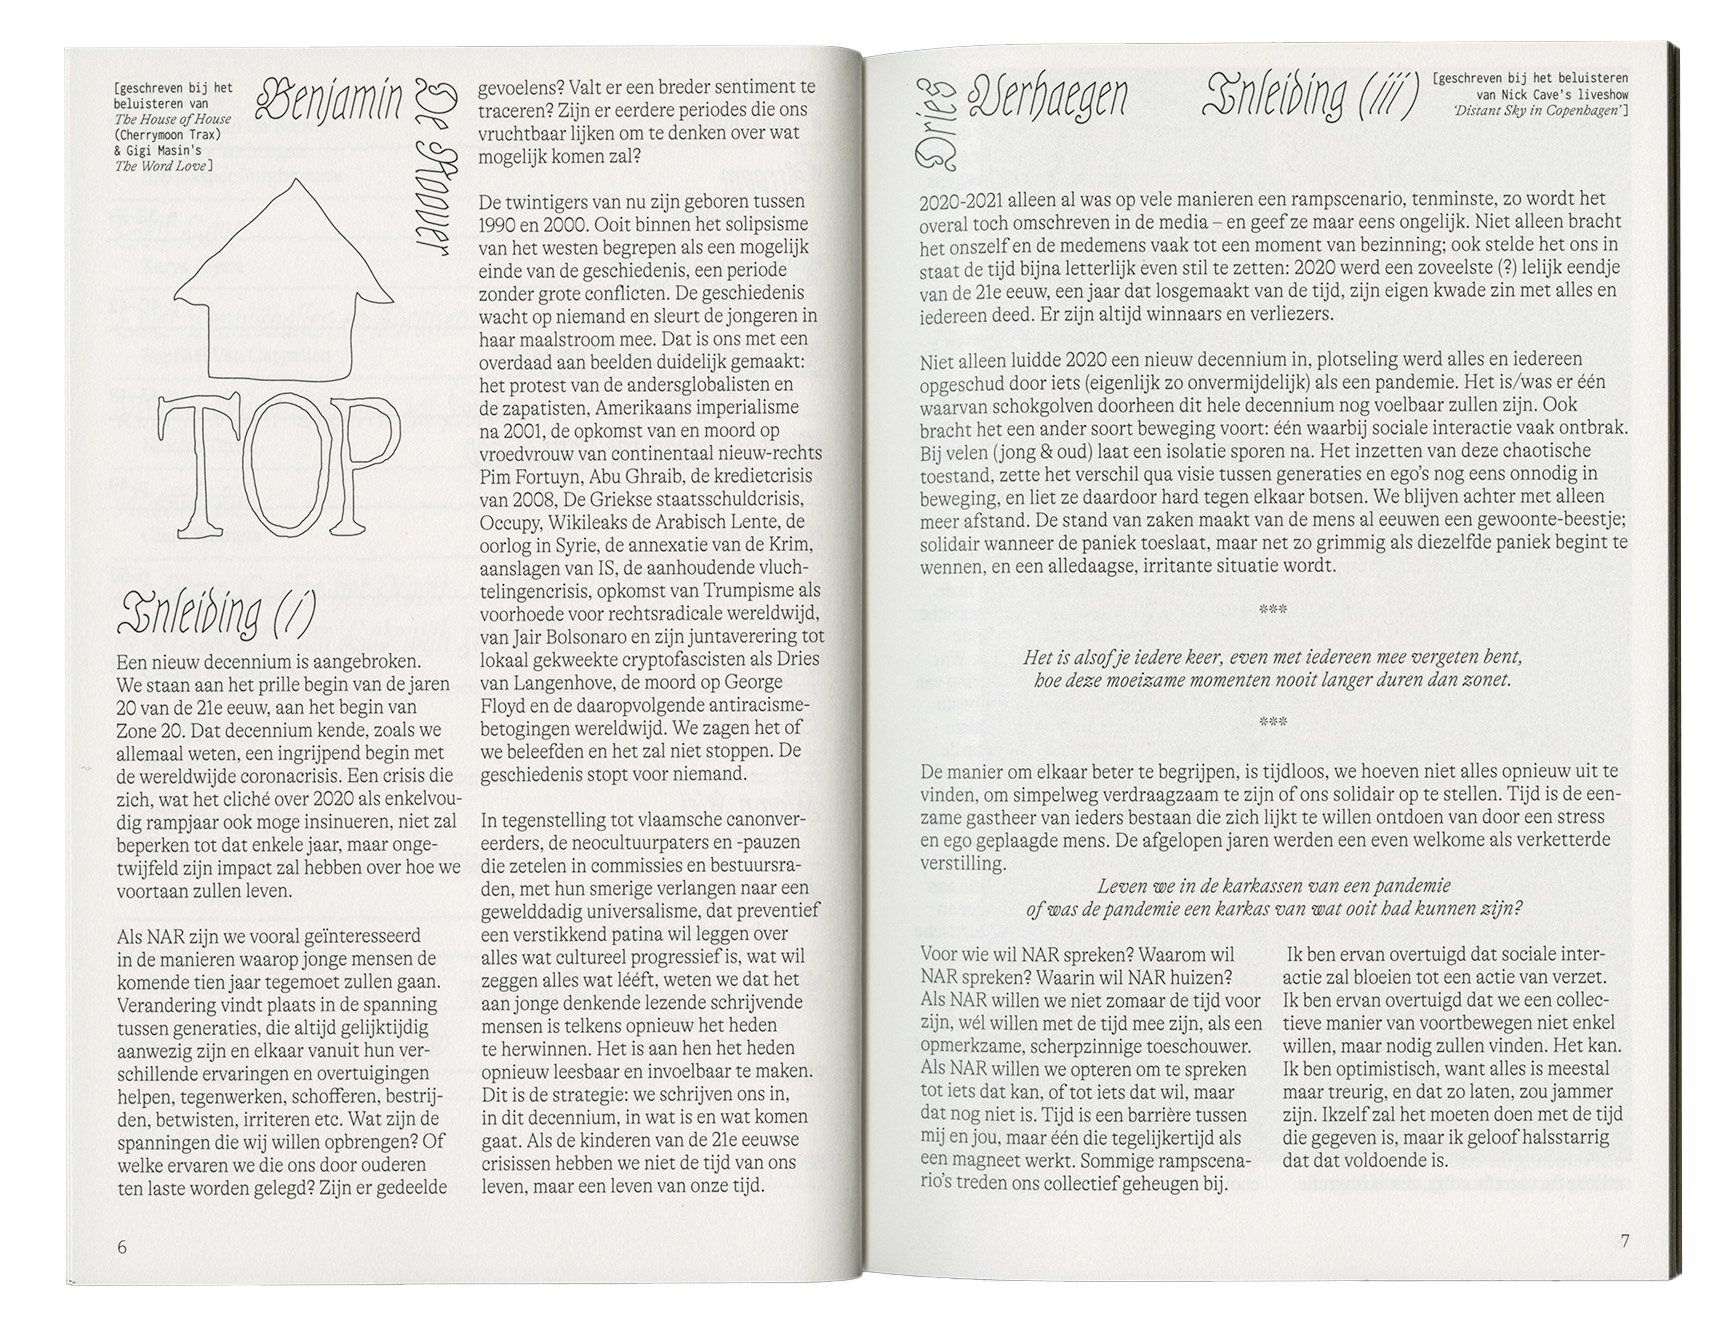 [geschreven bij het
beluisteren van
The House of House
(Cherrymoon Trax)
& Gigi Masin's
The Word Love]
Benjamin
De Roover
TOP
Inleiding (i)
Een nieuw decennium is aangebroken.
We staan aan het prille begin van de jaren
20 van de 21e eeuw, aan het begin van
Zone 20. Dat decennium kende, zoals we
allemaal weten, een ingrijpend begin met
de wereldwijde coronacrisis. Een crisis die
zich, wat het cliché over 2020 als enkelvou-
dig rampjaar ook moge insinueren, niet zal
beperken tot dat enkele jaar, maar onge-
twijfeld zijn impact zal hebben over hoe we
voortaan zullen leven.
Als NAR zijn we vooral geïnteresseerd
in de manieren waarop jonge mensen de
komende tien jaar tegemoet zullen gaan.
Verandering vindt plaats in de spanning
tussen generaties, die altijd gelijktijdig
aanwezig zijn en elkaar vanuit hun ver-
schillende ervaringen en overtuigingen
helpen, tegenwerken, schofferen, bestrij-
den, betwisten, irriteren etc. Wat zijn de
spanningen die wij willen opbrengen? Of
welke ervaren we die ons door ouderen
ten laste worden gelegd? Zijn er gedeelde
gevoelens? Valt er een breder sentiment te
traceren? Zijn er eerdere periodes die ons
vruchtbaar lijken om te denken over wat
mogelijk komen zal?
De twintigers van nu zijn geboren tussen
1990 en 2000. Ooit binnen het solipsisme
van het westen begrepen als een mogelijk
einde van de geschiedenis, een periode
zonder grote conflicten. De geschiedenis
wacht op niemand en sleurt de jongeren in
haar maalstroom mee. Dat is ons met een
overdaad aan beelden duidelijk gemaakt:
het protest van de andersglobalisten en
de zapatisten, Amerikaans imperialisme
na 2001, de opkomst van en moord op
vroedvrouw van continentaal nieuw-rechts
Pim Fortuyn, Abu Ghraib, de kredietcrisis
van 2008, De Griekse staatsschuldcrisis,
Occupy, Wikileaks de Arabisch Lente, de
oorlog in Syrie, de annexatie van de Krim,
aanslagen van IS, de aanhoudende vluch-
telingencrisis, opkomst van Trumpisme als
voorhoede voor rechtsradicale wereldwijd,
van Jair Bolsonaro en zijn juntaverering tot
lokaal gekweekte cryptofascisten als Dries
van Langenhove, de moord op George
Floyd en de daaropvolgende antiracisme-
betogingen wereldwijd. We zagen het of
we beleefden en het zal niet stoppen. De
geschiedenis stopt voor niemand.
In tegenstelling tot vlaamsche canonver-
eerders, de neocultuurpaters en -pauzen
die zetelen in commissies en bestuursra-
den, met hun smerige verlangen naar een
gewelddadig universalisme, dat preventief
een verstikkend patina wil leggen over
alles wat cultureel progressief is, wat wil
zeggen alles wat lééft, weten we dat het
aan jonge denkende lezende schrijvende
mensen is telkens opnieuw het heden
te herwinnen. Het is aan hen het heden
opnieuw leesbaar en invoelbaar te maken.
Dit is de strategie: we schrijven ons in,
in dit decennium, in wat is en wat komen
gaat. Als de kinderen van de 21e eeuwse
crisissen hebben we niet de tijd van ons
leven, maar een leven van onze tijd.
6
Dries
Verhaegen
Inleiding (iii)
[geschreven bij het beluisteren
van Nick Cave's liveshow
'Distant Sky in Copenhagen']
2020-2021 alleen al was op vele manieren een rampscenario, tenminste, zo wordt het
overal toch omschreven in de media – en geef ze maar eens ongelijk. Niet alleen bracht
het onszelf en de medemens vaak tot een moment van bezinning; ook stelde het ons in
staat de tijd bijna letterlijk even stil te zetten: 2020 werd een zoveelste (?) lelijk eendje
van de 21e eeuw, een jaar dat losgemaakt van de tijd, zijn eigen kwade zin met alles en
iedereen deed. Er zijn altijd winnaars en verliezers.
Niet alleen luidde 2020 een nieuw decennium in, plotseling werd alles en iedereen
opgeschud door iets (eigenlijk zo onvermijdelijk) als een pandemie. Het is/was er één
waarvan schokgolven doorheen dit hele decennium nog voelbaar zullen zijn. Ook
bracht het een ander soort beweging voort: één waarbij sociale interactie vaak ontbrak.
Bij velen (jong & oud) laat een isolatie sporen na. Het inzetten van deze chaotische
toestand, zette het verschil qua visie tussen generaties en ego's nog eens onnodig in
beweging, en liet ze daardoor hard tegen elkaar botsen. We blijven achter met alleen
meer afstand. De stand van zaken maakt van de mens al eeuwen een gewoonte-beestje;
solidair wanneer de paniek toeslaat, maar net zo grimmig als diezelfde paniek begint te
wennen, en een alledaagse, irritante situatie wordt.
***
Het is alsof je iedere keer, even met iedereen mee vergeten bent,
hoe deze moeizame momenten nooit langer duren dan zonet.
***
De manier om elkaar beter te begrijpen, is tijdloos, we hoeven niet alles opnieuw uit te
vinden, om simpelweg verdraagzaam te zijn of ons solidair op te stellen. Tijd is de een-
zame gastheer van ieders bestaan die zich lijkt te willen ontdoen van door een stress
en ego geplaagde mens. De afgelopen jaren werden een even welkome als verketterde
verstilling.
Leven we in de karkassen van een pandemie
of was de pandemie een karkas van wat ooit had kunnen zijn?
Voor wie wil NAR spreken? Waarom wil
NAR spreken? Waarin wil NAR huizen?
Als NAR willen we niet zomaar de tijd voor
zijn, wél willen met de tijd mee zijn, als een
opmerkzame, scherpzinnige toeschouwer.
Als NAR willen we opteren om te spreken
tot iets dat kan, of tot iets dat wil, maar
dat nog niet is. Tijd is een barrière tussen
mij en jou, maar één die tegelijkertijd als
een magneet werkt. Sommige rampscena-
rio's treden ons collectief geheugen bij.
Ik ben ervan overtuigd dat sociale inter-
actie zal bloeien tot een actie van verzet.
Ik ben ervan overtuigd dat we een collec-
tieve manier van voortbewegen niet enkel
willen, maar nodig zullen vinden. Het kan.
Ik ben optimistisch, want alles is meestal
maar treurig, en dat zo laten, zou jammer
zijn. Ikzelf zal het moeten doen met de tijd
die gegeven is, maar ik geloof halsstarrig
dat dat voldoende is.
7